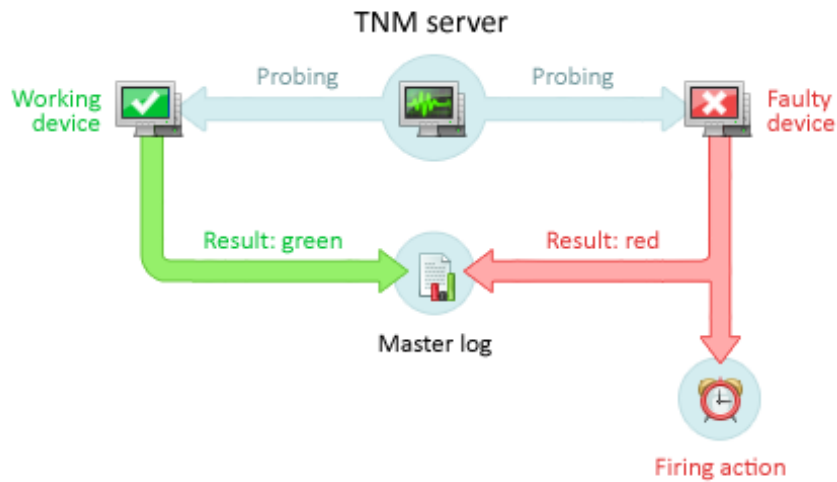 TNM server
Probing
Probing
Working
device
Faulty
device
Result: green
Result: red
Master log
Firing action